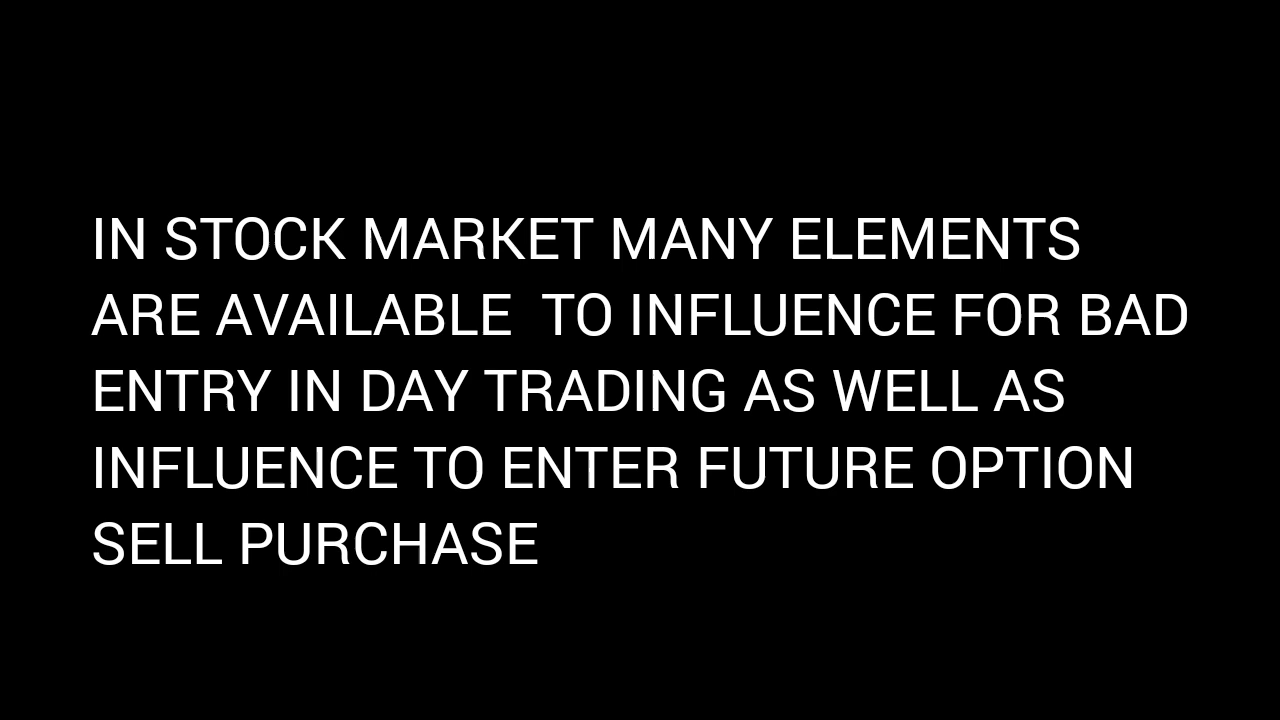 IN STOCK MARKET MANY ELEMENTS
ARE AVAILABLE  TO INFLUENCE FOR BAD
ENTRY IN DAY TRADING AS WELL AS
INFLUENCE TO ENTER FUTURE OPTION
SELL PURCHASE